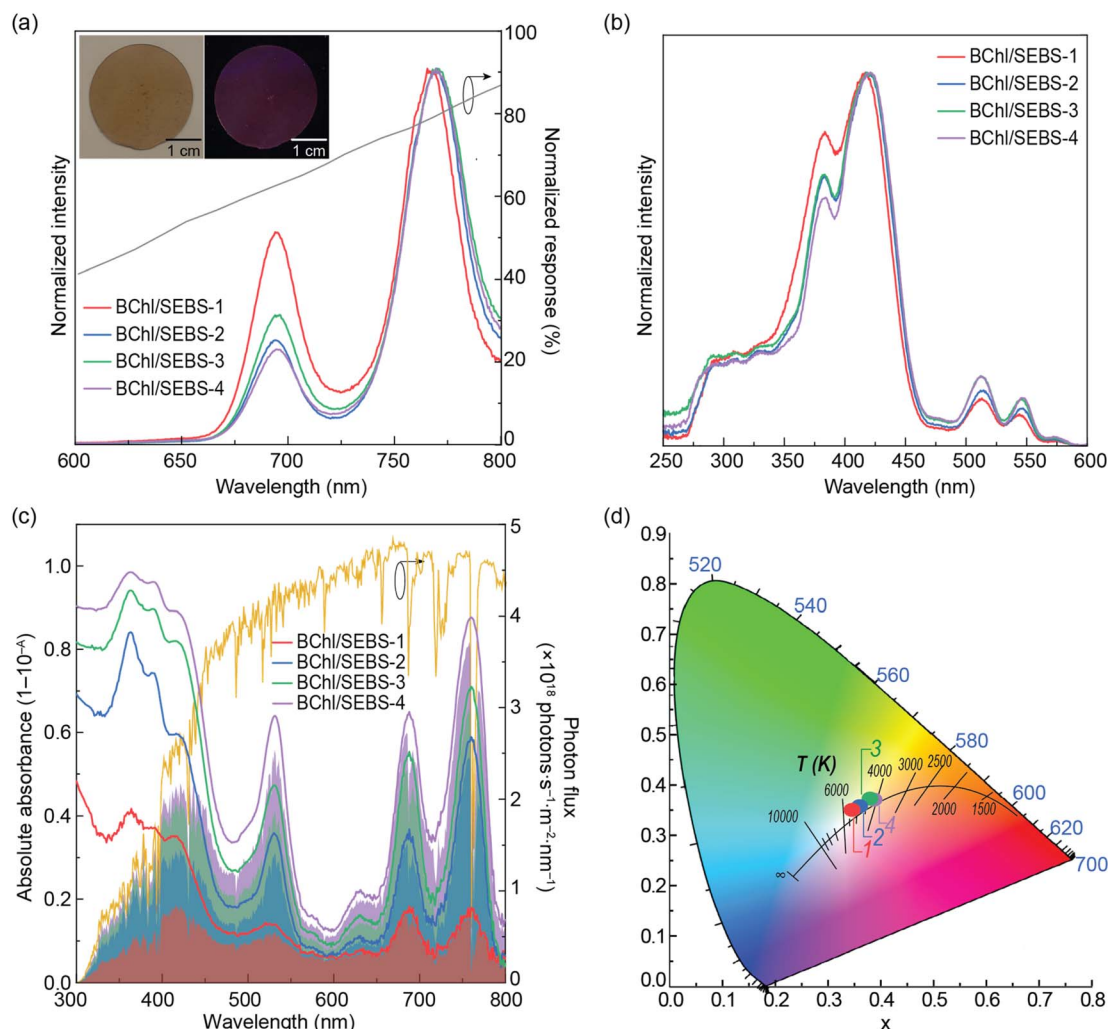 (a)
100
80
60
40
20
0
Normalized intensity
Normalized response (%)
1 cm
1 cm
BChl/SEBS-1
BChl/SEBS-2
BChl/SEBS-3
BChl/SEBS-4
600
650
700
750
800
Wavelength (nm)
(b)
Normalized intensity
BChl/SEBS-1
BChl/SEBS-2
BChl/SEBS-3
BChl/SEBS-4
250
300
350
400
450
500
550
600
Wavelength (nm)
(c)
1.0
0.8
0.6
0.4
0.2
0.0
Absolute absorbance (1–10⁻ᴬ)
5
4
3
2
1
0
Photon flux
(×10¹⁸ photons·s⁻¹·m⁻²·nm⁻¹)
BChl/SEBS-1
BChl/SEBS-2
BChl/SEBS-3
BChl/SEBS-4
300
400
500
600
700
800
Wavelength (nm)
(d)
0.9
0.8
0.7
0.6
0.5
0.4
0.3
0.2
0.1
0.0
520
540
560
580
600
620
700
T (K)
3
4000
3000
2500
6000
10000
2000
1500
∞
1
2
4
0.0
0.1
0.2
0.3
0.4
0.5
0.6
0.7
0.8
x